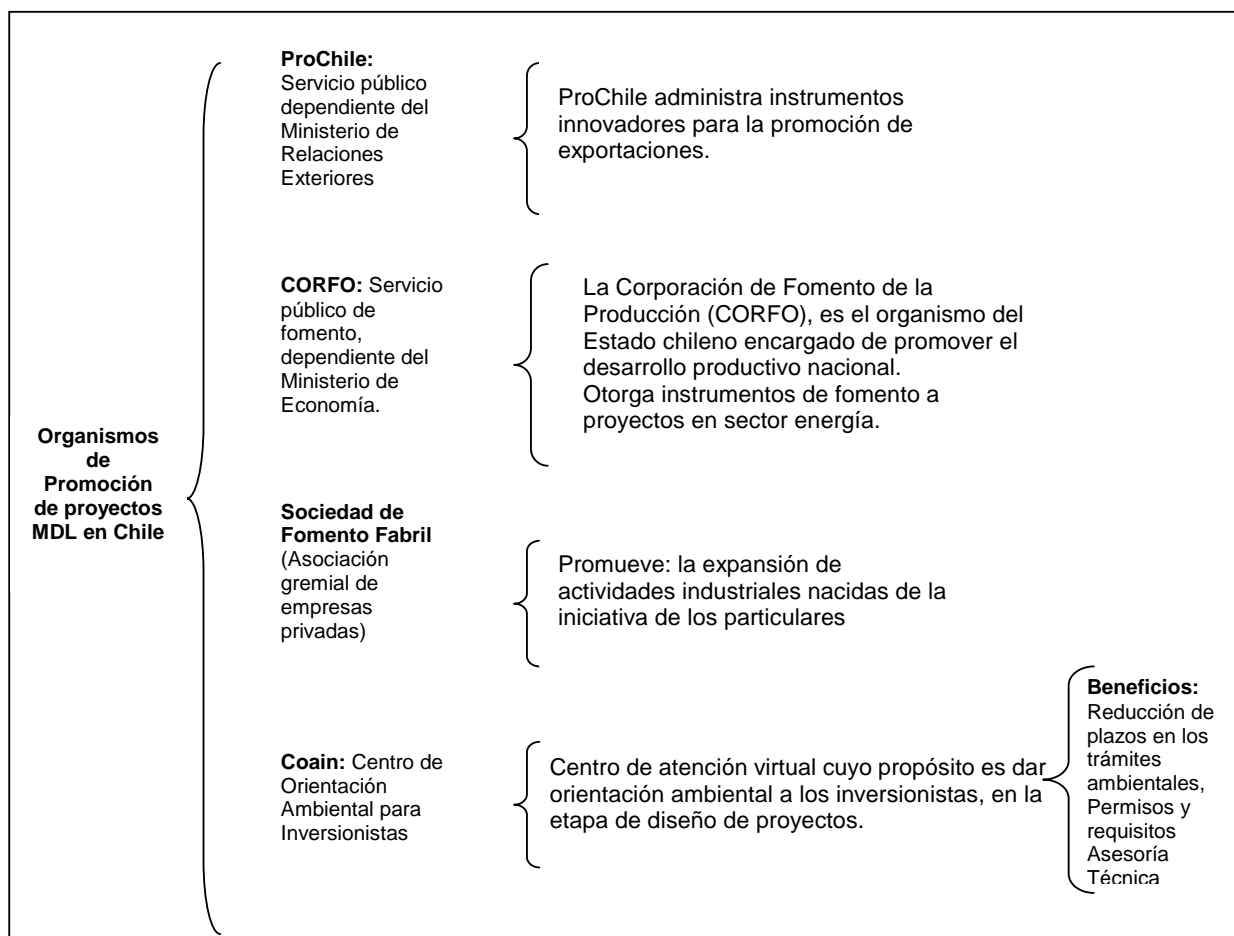 Organismos
de
Promoción
de proyectos
MDL en Chile
ProChile:
Servicio público
dependiente del
Ministerio de
Relaciones
Exteriores
ProChile administra instrumentos
innovadores para la promoción de
exportaciones.
CORFO: Servicio
público de
fomento,
dependiente del
Ministerio de
Economía.
La Corporación de Fomento de la
Producción (CORFO), es el organismo del
Estado chileno encargado de promover el
desarrollo productivo nacional.
Otorga instrumentos de fomento a
proyectos en sector energía.
Sociedad de
Fomento Fabril
(Asociación
gremial de
empresas
privadas)
Promueve: la expansión de
actividades industriales nacidas de la
iniciativa de los particulares
Coain: Centro de
Orientación
Ambiental para
Inversionistas
Centro de atención virtual cuyo propósito es dar
orientación ambiental a los inversionistas, en la
etapa de diseño de proyectos.
Beneficios:
Reducción de
plazos en los
trámites
ambientales,
Permisos y
requisitos
Asesoría
Técnica